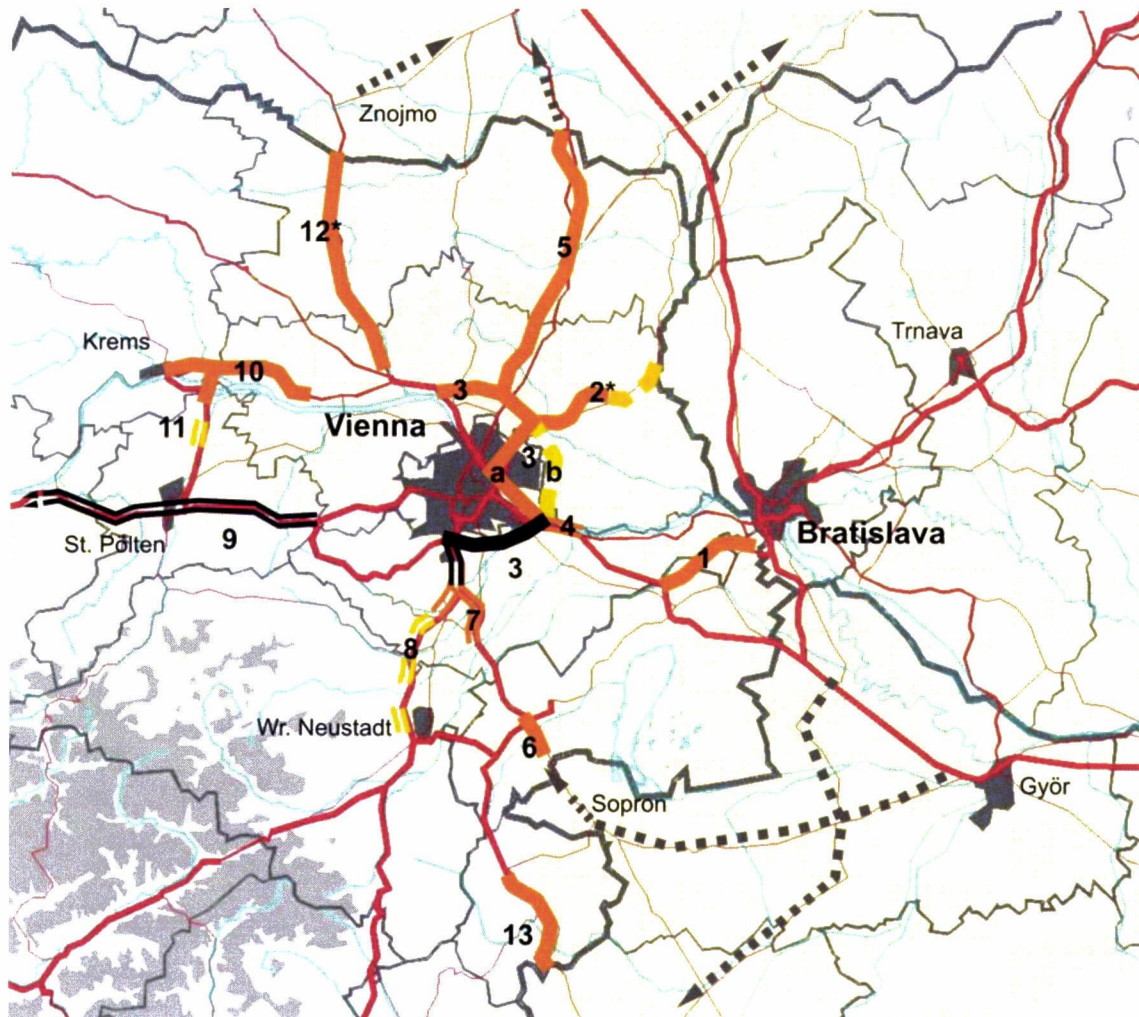 Znojmo
12*
5
Krems
Trnava
10
3
2*
11
Vienna
3
a
b
4
St. Pölten
9
3
1
Bratislava
7
8
Wr. Neustadt
6
Sopron
Györ
13